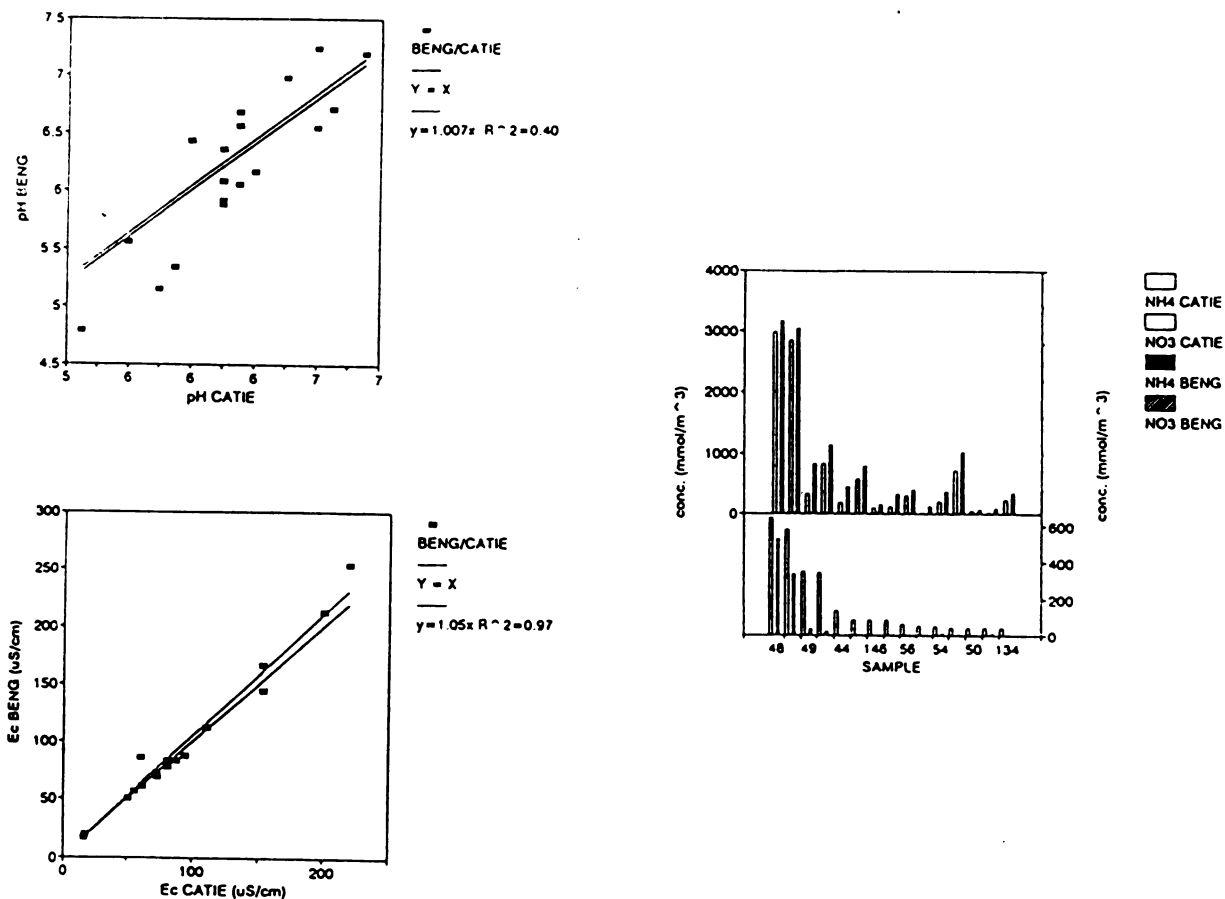 7 5
7
6.5
6
5 5
5
4.5
pH BENG
5
6
6
6
7
7
pH CATIE
BENG/CATIE
Y = X
y=1.007x R^2=0.40
300
250
200
150
100
50
0
Ec BENG (uS/cm)
0
100
200
Ec CATIE (uS/cm)
BENG/CATIE
Y = X
y=1.05x R^2=0.97
4000
3000
2000
1000
0
conc. (mmol/m^3)
600
400
200
0
conc. (mmol/m^3)
48
49
44
146
56
54
50
134
SAMPLE
NH4 CATIE
NO3 CATIE
NH4 BENG
NO3 BENG